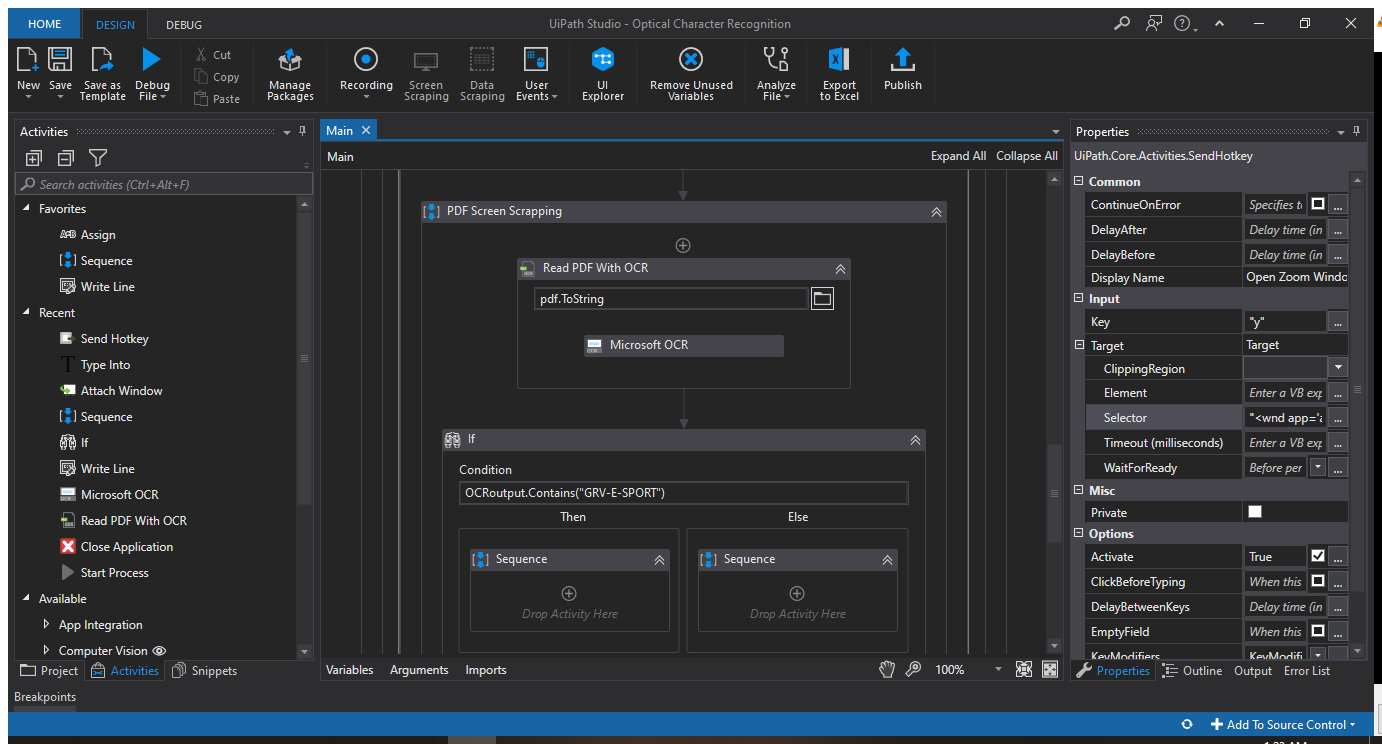 HOME DESIGN DEBUG UiPath Studio - Optical Character Recognition
New Save Save as Template Debug File Cut Copy Paste Manage Packages Recording Screen Scraping Data Scraping User Events UI Explorer Remove Unused Variables Analyze File Export to Excel Publish
Activities
Search activities (Ctrl+Alt+F)
Favorites
Assign
Sequence
Write Line
Recent
Send Hotkey
Type Into
Attach Window
Sequence
If
Write Line
Microsoft OCR
Read PDF With OCR
Close Application
Start Process
Available
App Integration
Computer Vision
Project Activities Snippets
Main
Main Expand All Collapse All
PDF Screen Scrapping
Read PDF With OCR
pdf.ToString
Microsoft OCR
If
Condition
OCRoutput.Contains("GRV-E-SPORT")
Then Else
Sequence Sequence
Drop Activity Here Drop Activity Here
Variables Arguments Imports 100%
Properties
UiPath.Core.Activities.SendHotkey
Common
ContinueOnError Specifies t ...
DelayAfter Delay time (in ...
DelayBefore Delay time (in ...
Display Name Open Zoom Windo
Input
Key "y" ...
Target Target
ClippingRegion
Element Enter a VB exp ...
Selector "<wnd app='a ...
Timeout (milliseconds) Enter a VB exp ...
WaitForReady Before per ...
Misc
Private
Options
Activate True ...
ClickBeforeTyping When this ...
DelayBetweenKeys Delay time (in ...
EmptyField When this ...
KeyModifiers KeyModifi
Properties Outline Output Error List
Breakpoints
Add To Source Control